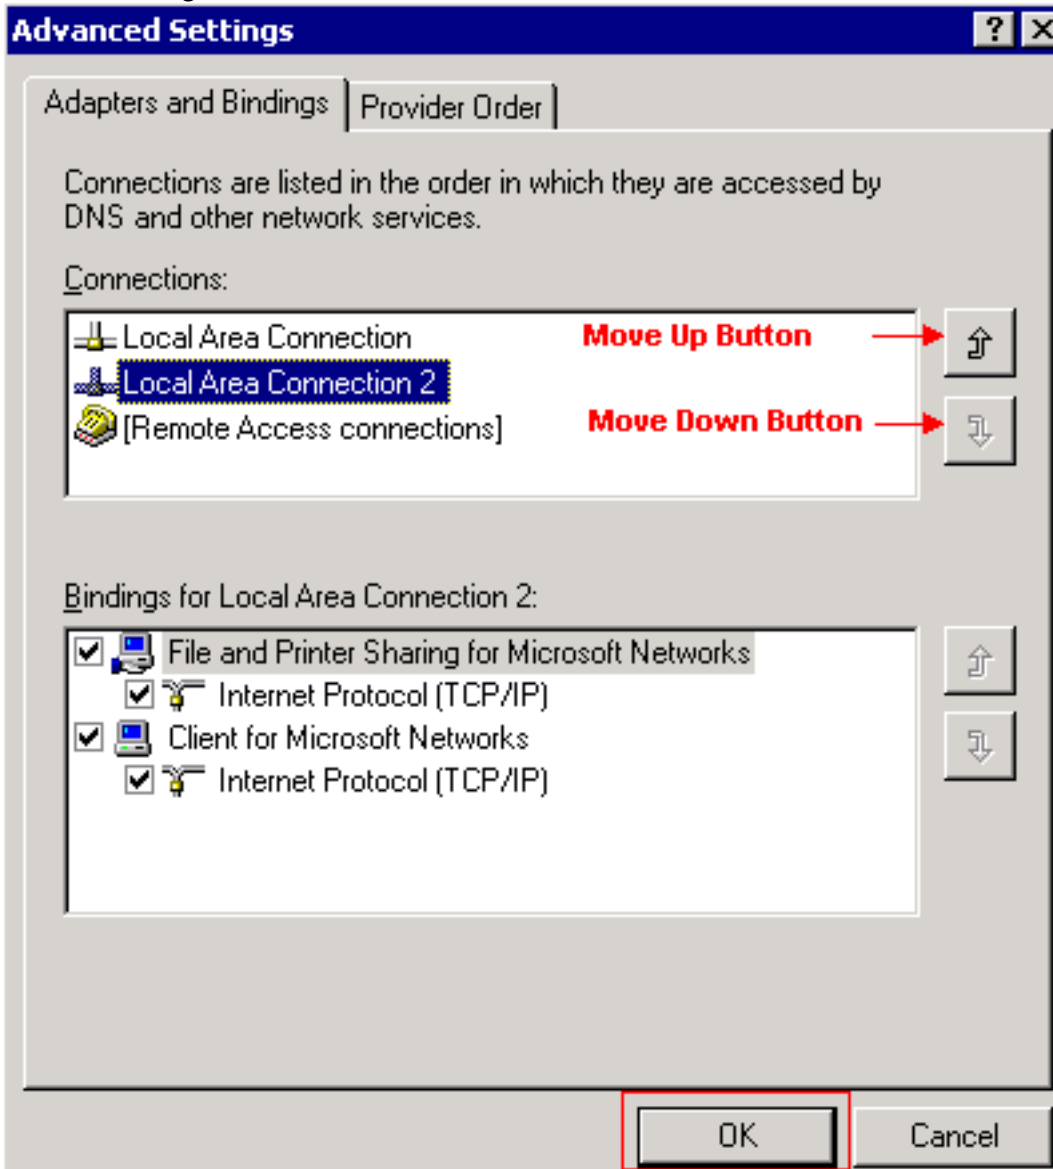 Advanced Settings
?
Adapters and Bindings
Provider Order
Connections are listed in the order in which they are accessed by
DNS and other network services.
Connections:
Local Area Connection
Move Up Button
Local Area Connection 2
[Remote Access connections]
Move Down Button
Bindings for Local Area Connection 2:
File and Printer Sharing for Microsoft Networks
Internet Protocol (TCP/IP)
Client for Microsoft Networks
Internet Protocol (TCP/IP)
OK
Cancel